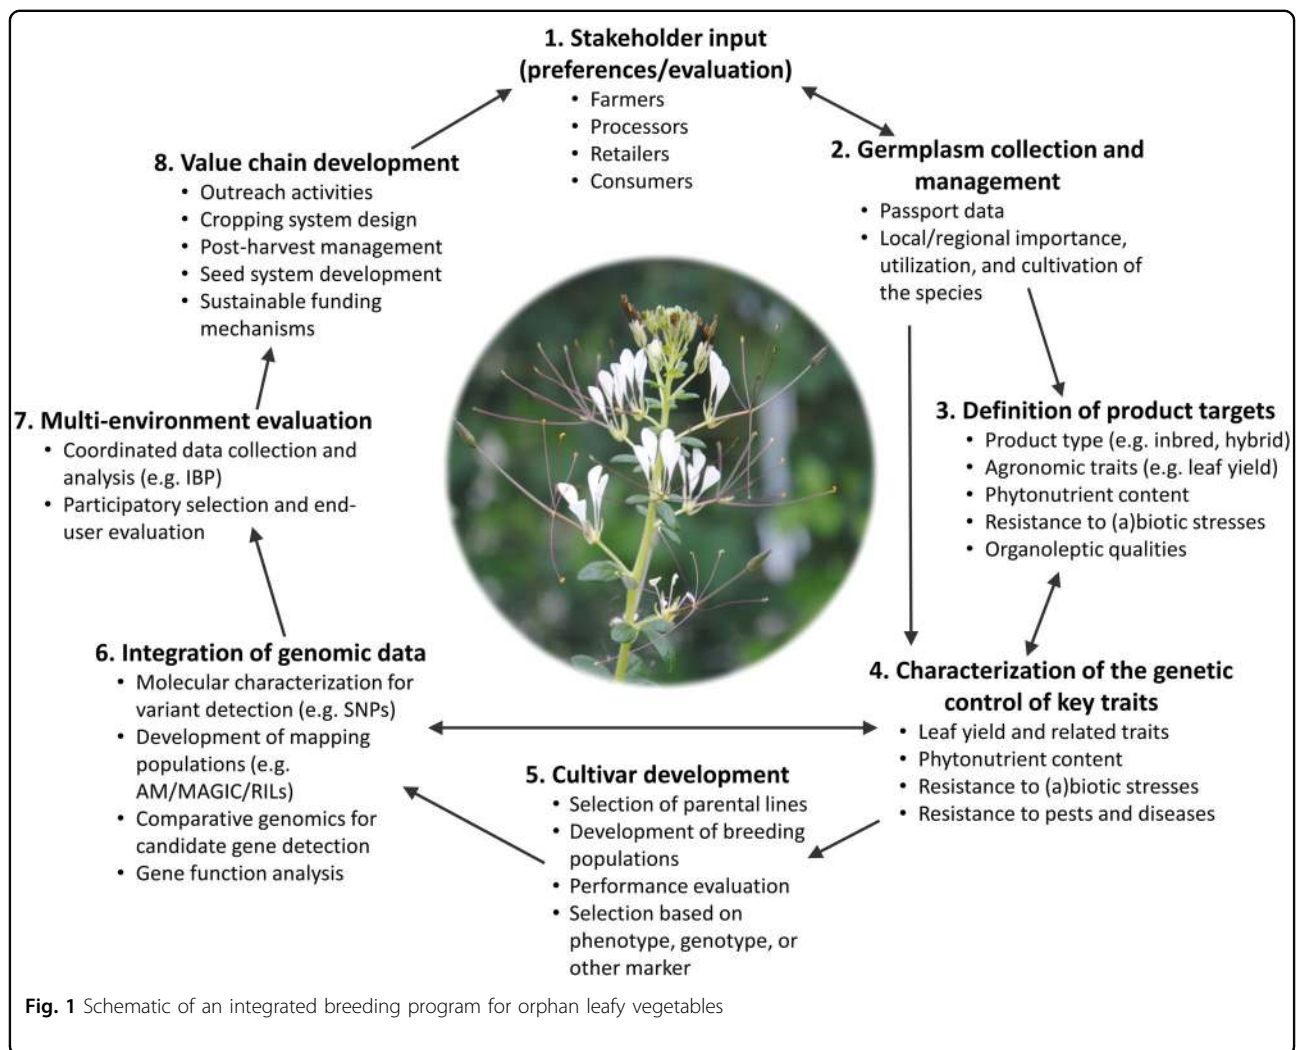 1. Stakeholder input
(preferences/evaluation)
• Farmers
• Processors
• Retailers
• Consumers
2. Germplasm collection and
management
• Passport data
• Local/regional importance,
utilization, and cultivation of
the species
3. Definition of product targets
• Product type (e.g. inbred, hybrid)
• Agronomic traits (e.g. leaf yield)
• Phytonutrient content
• Resistance to (a)biotic stresses
• Organoleptic qualities
4. Characterization of the genetic
control of key traits
• Leaf yield and related traits
• Phytonutrient content
• Resistance to (a)biotic stresses
• Resistance to pests and diseases
5. Cultivar development
• Selection of parental lines
• Development of breeding
populations
• Performance evaluation
• Selection based on
phenotype, genotype, or
other marker
6. Integration of genomic data
• Molecular characterization for
variant detection (e.g. SNPs)
• Development of mapping
populations (e.g.
AM/MAGIC/RILs)
• Comparative genomics for
candidate gene detection
• Gene function analysis
7. Multi-environment evaluation
• Coordinated data collection and
analysis (e.g. IBP)
• Participatory selection and end-
user evaluation
8. Value chain development
• Outreach activities
• Cropping system design
• Post-harvest management
• Seed system development
• Sustainable funding
mechanisms
Fig. 1 Schematic of an integrated breeding program for orphan leafy vegetables